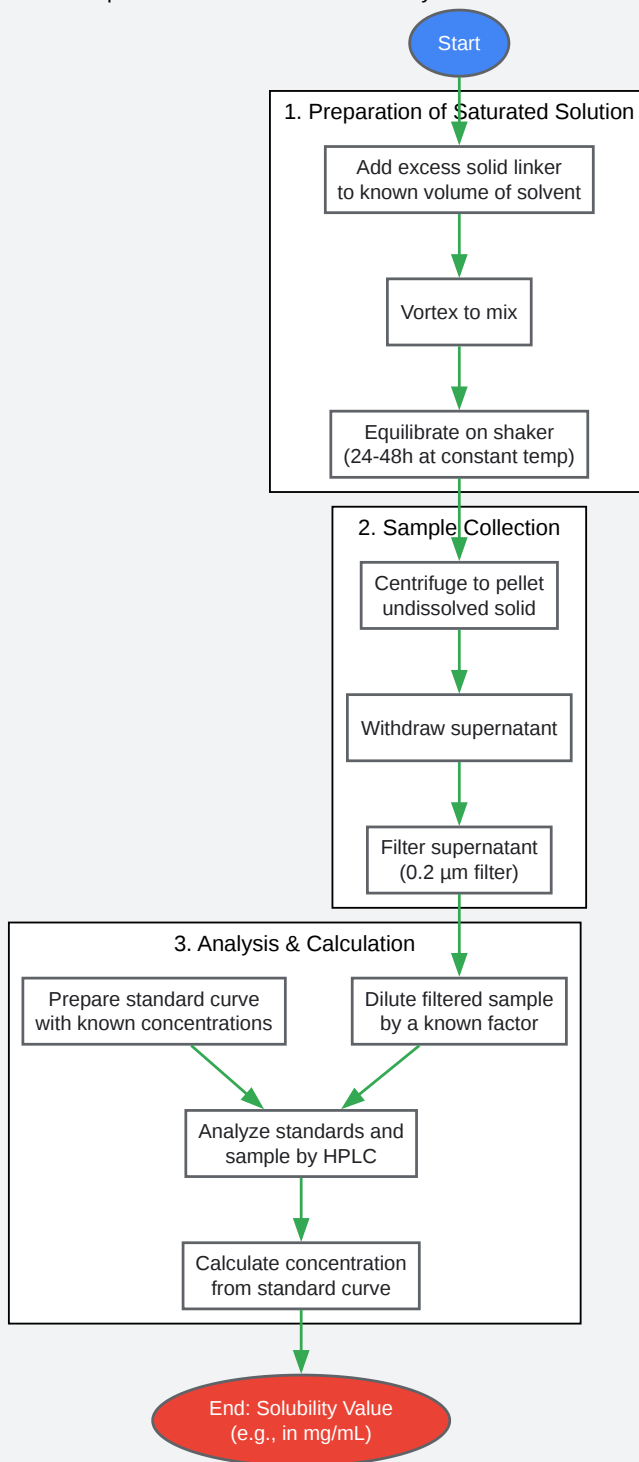 Start
1. Preparation of Saturated Solution
Add excess solid linker
to known volume of solvent
Vortex to mix
Equilibrate on shaker
(24-48h at constant temp)
2. Sample Collection
Centrifuge to pellet
undissolved solid
Withdraw supernatant
Filter supernatant
(0.2 µm filter)
3. Analysis & Calculation
Prepare standard curve
with known concentrations
Dilute filtered sample
by a known factor
Analyze standards and
sample by HPLC
Calculate concentration
from standard curve
End: Solubility Value
(e.g., in mg/mL)